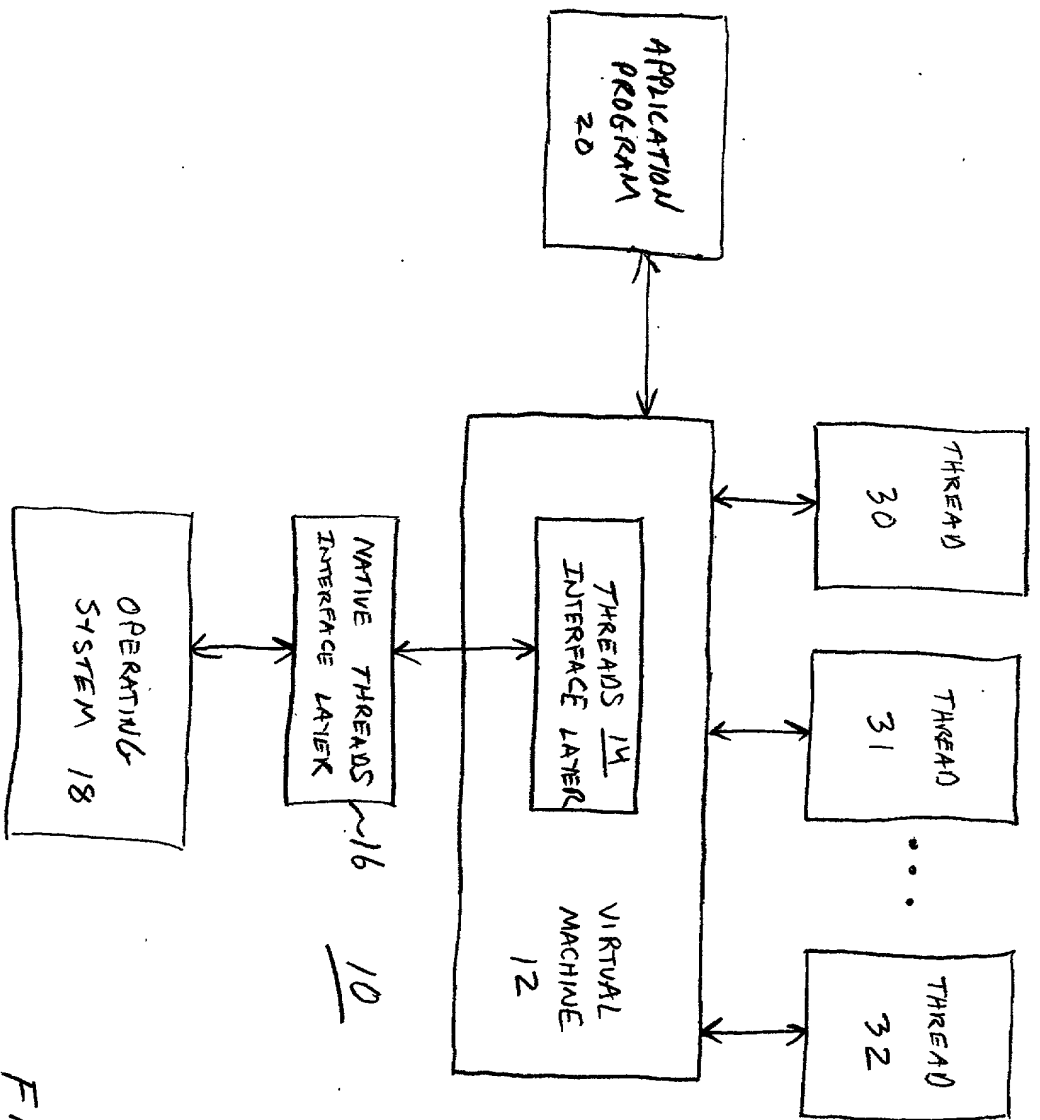 APPLICATION
PROGRAM
20
THREAD
30
THREAD
31
...
THREAD
32
THREADS 14
INTERFACE LAYER
VIRTUAL
MACHINE
12
NATIVE THREADS
INTERFACE LAYER
~16
10
OPERATING
SYSTEM 18